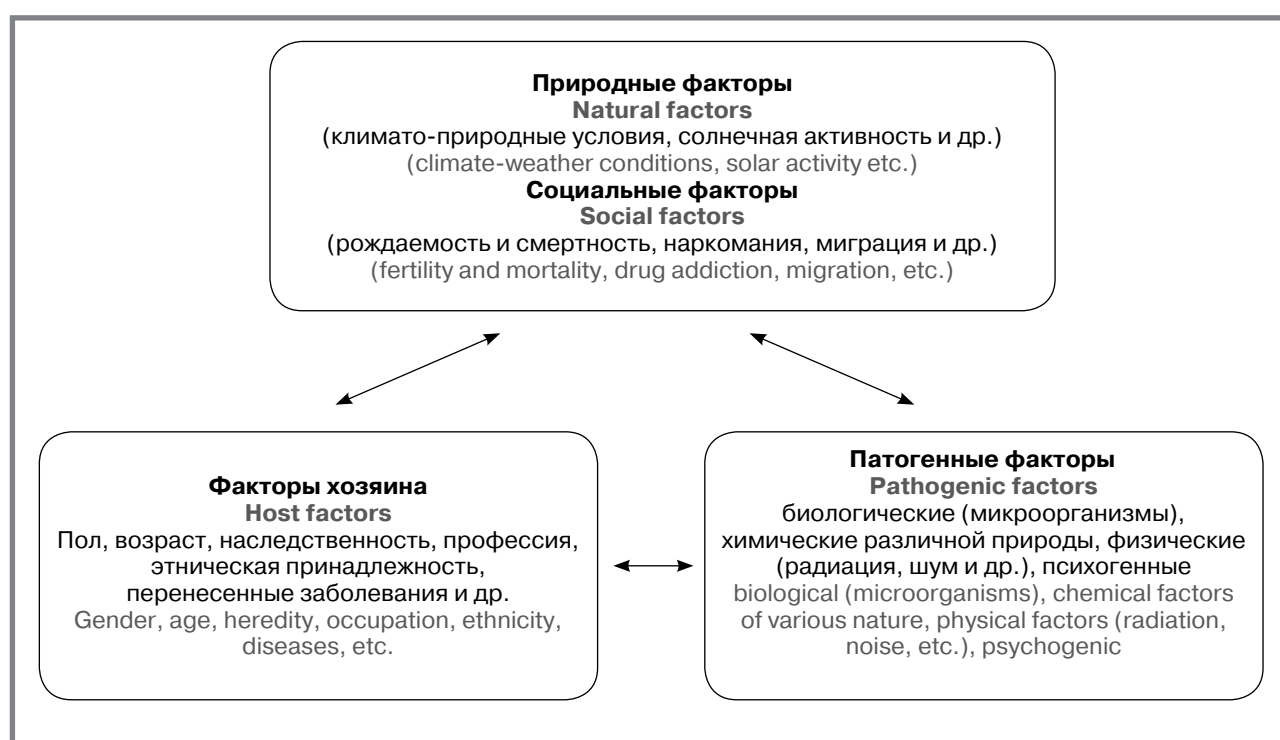 Природные факторы
Natural factors
(климато-природные условия, солнечная активность и др.)
(climate-weather conditions, solar activity etc.)
Социальные факторы
Social factors
(рождаемость и смертность, наркомания, миграция и др.)
(fertility and mortality, drug addiction, migration, etc.)
Факторы хозяина
Host factors
Пол, возраст, наследственность, профессия,
этническая принадлежность,
перенесенные заболевания и др.
Gender, age, heredity, occupation, ethnicity,
diseases, etc.
Патогенные факторы
Pathogenic factors
биологические (микроорганизмы),
химические различной природы, физические
(радиация, шум и др.), психогенные
biological (microorganisms), chemical factors
of various nature, physical factors (radiation,
noise, etc.), psychogenic